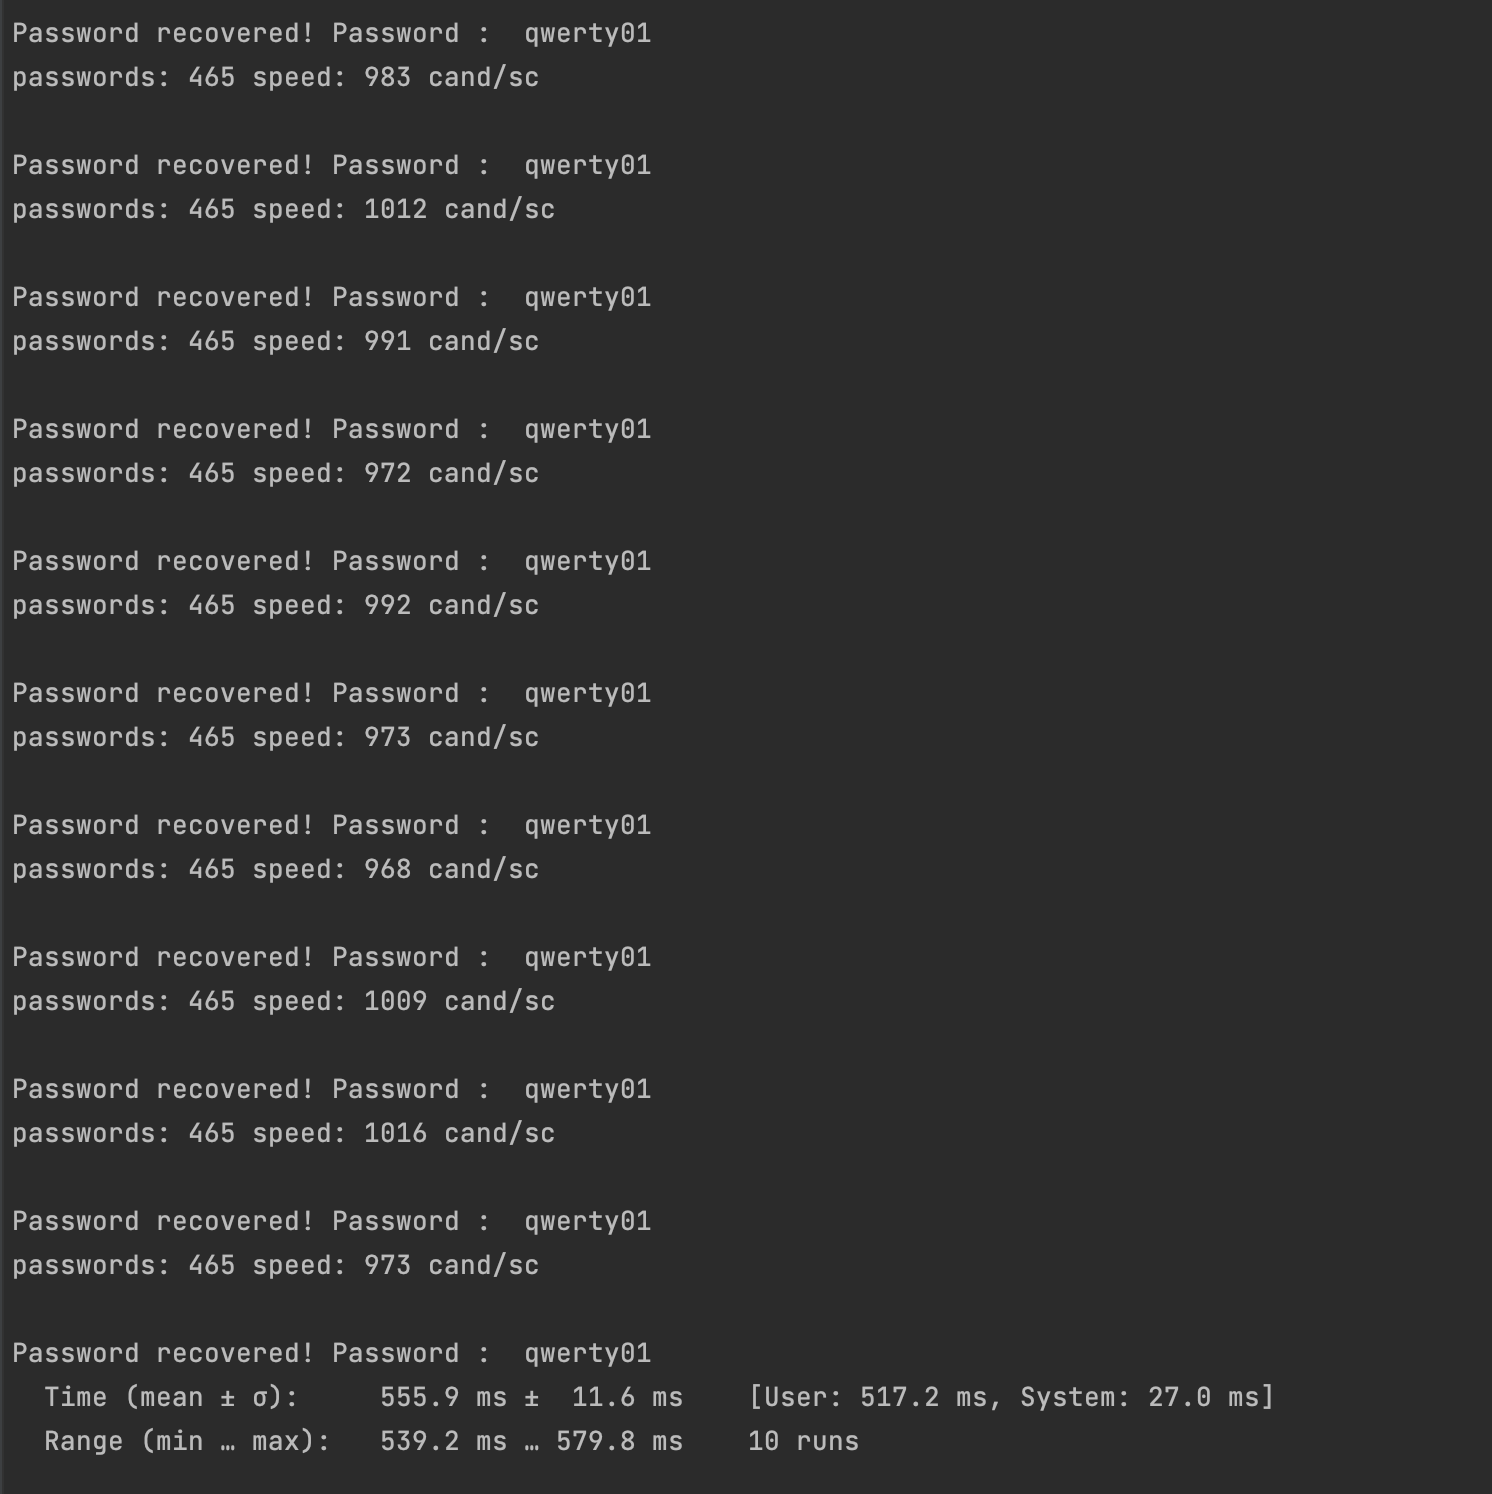 Password recovered! Password :  qwerty01
passwords: 465 speed: 983 cand/sc
Password recovered! Password :  qwerty01
passwords: 465 speed: 1012 cand/sc
Password recovered! Password :  qwerty01
passwords: 465 speed: 991 cand/sc
Password recovered! Password :  qwerty01
passwords: 465 speed: 972 cand/sc
Password recovered! Password :  qwerty01
passwords: 465 speed: 992 cand/sc
Password recovered! Password :  qwerty01
passwords: 465 speed: 973 cand/sc
Password recovered! Password :  qwerty01
passwords: 465 speed: 968 cand/sc
Password recovered! Password :  qwerty01
passwords: 465 speed: 1009 cand/sc
Password recovered! Password :  qwerty01
passwords: 465 speed: 1016 cand/sc
Password recovered! Password :  qwerty01
passwords: 465 speed: 973 cand/sc
Password recovered! Password :  qwerty01
  Time (mean ± σ):     555.9 ms ±  11.6 ms    [User: 517.2 ms, System: 27.0 ms]
  Range (min … max):   539.2 ms … 579.8 ms    10 runs